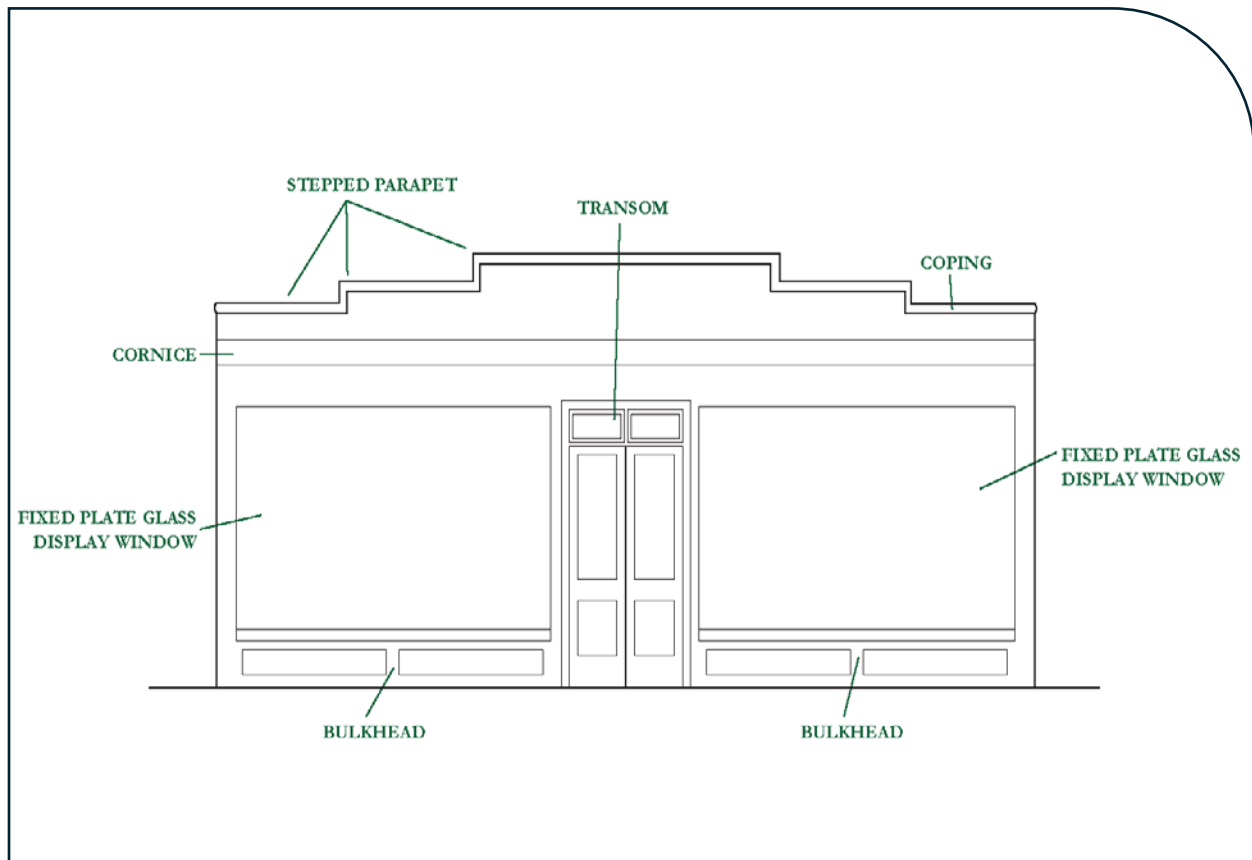 STEPPED PARAPET
TRANSOM
COPING
CORNICE
FIXED PLATE GLASS
DISPLAY WINDOW
FIXED PLATE GLASS
DISPLAY WINDOW
BULKHEAD
BULKHEAD